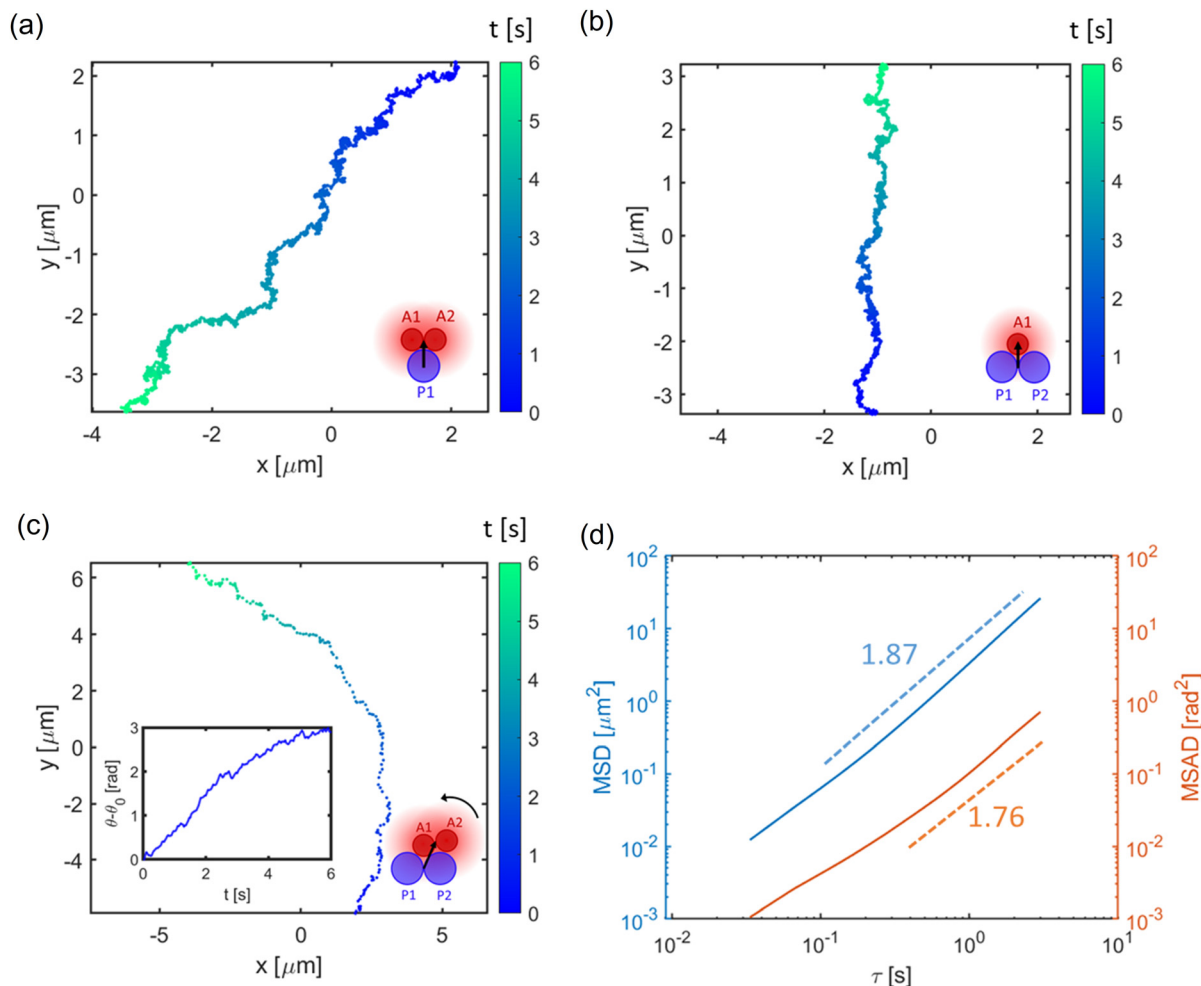 (a)
t [s]
6
5
4
3
2
1
0
2
1
0
-1
-2
-3
y [μm]
-4
-2
0
2
x [μm]
A1 A2
P1
(b)
t [s]
6
5
4
3
2
1
0
3
2
1
0
-1
-2
-3
y [μm]
-4
-2
0
2
x [μm]
A1
P1 P2
(c)
t [s]
6
5
4
3
2
1
0
6
4
2
0
-2
-4
y [μm]
-5
0
5
x [μm]
3
2
1
0
θ-θ₀ [rad]
0 2 4 6
t [s]
A1 A2
P1 P2
(d)
10²
10¹
10⁰
10⁻¹
10⁻²
10⁻³
MSD [μm²]
1.87
1.76
10²
10¹
10⁰
10⁻¹
10⁻²
10⁻³
MSAD [rad²]
10⁻² 10⁻¹ 10⁰ 10¹
τ [s]